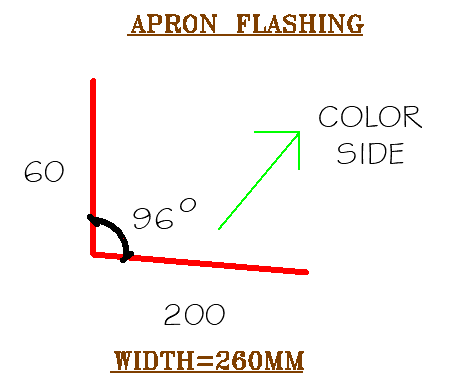 APRON FLASHING
COLOR
SIDE
60
96°
200
WIDTH=260MM